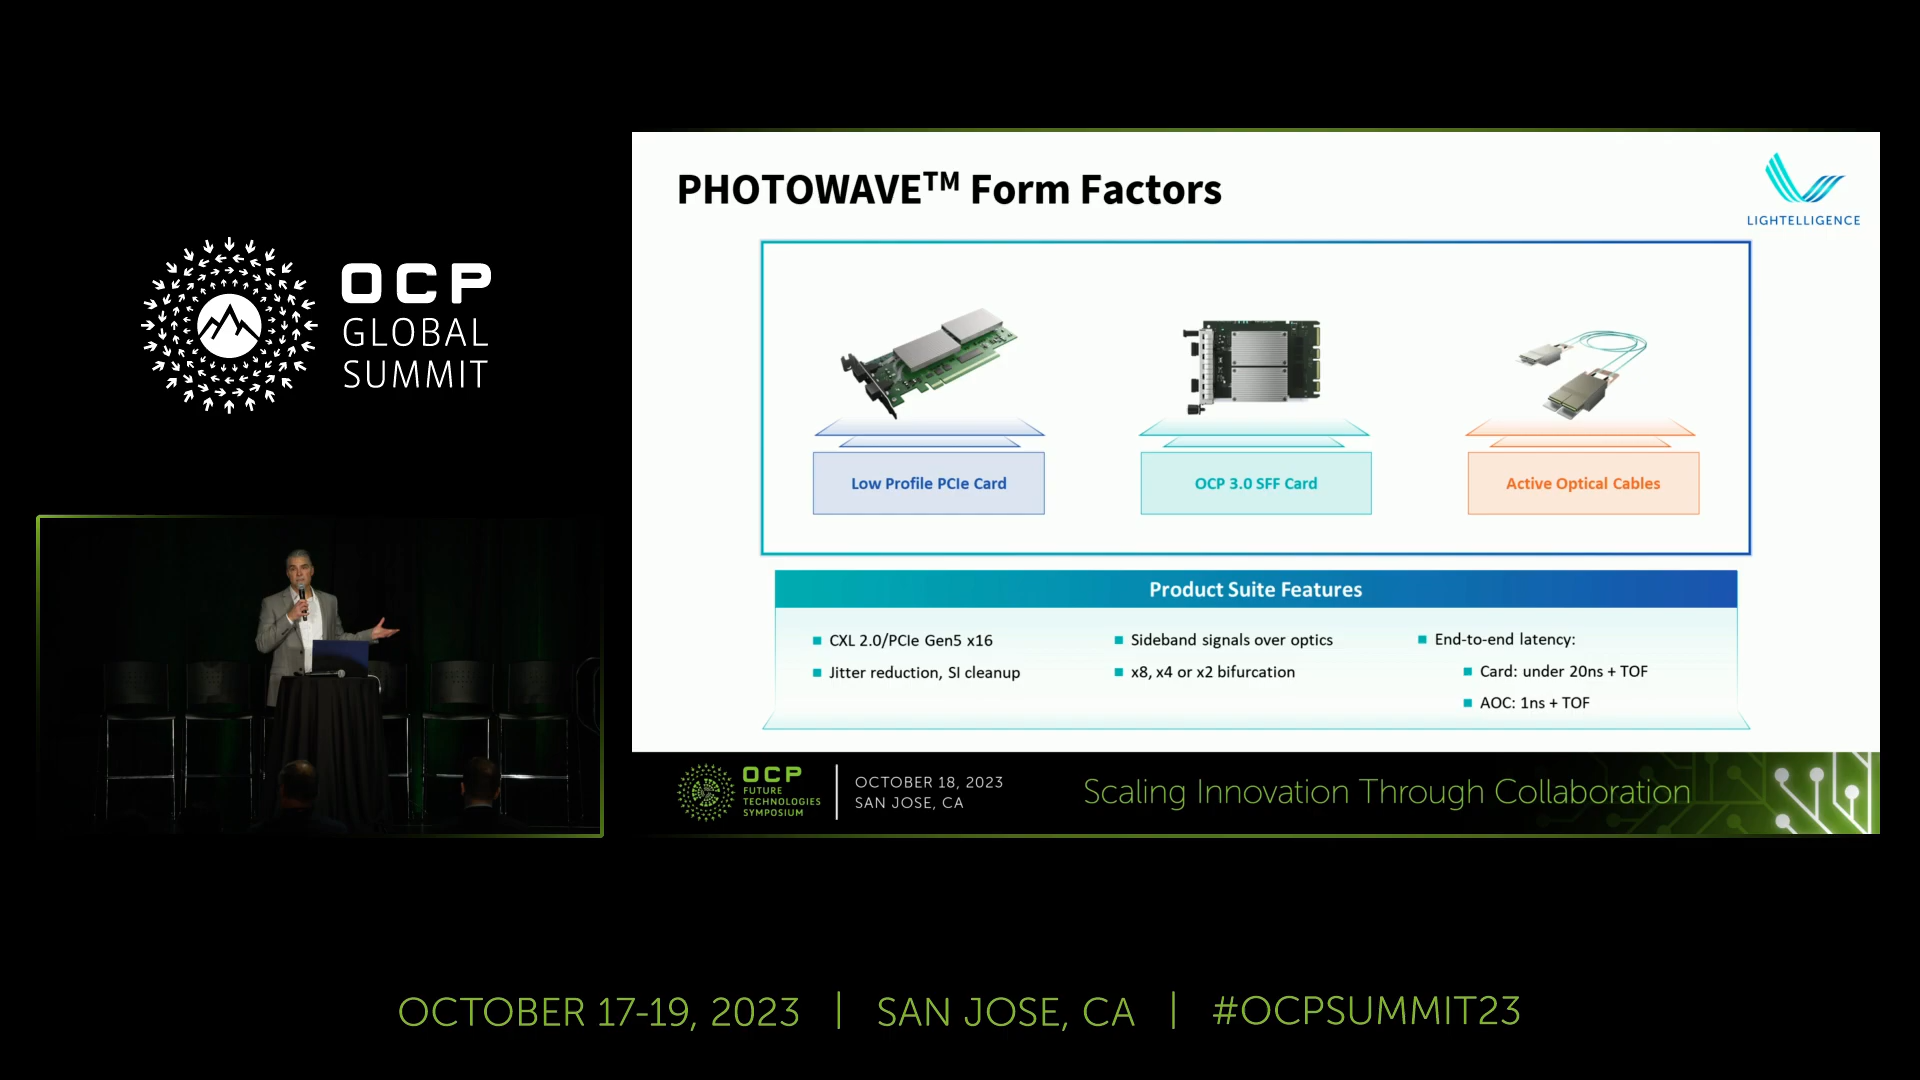 OCP
GLOBAL
SUMMIT
PHOTOWAVE™ Form Factors
LIGHTELLIGENCE
Low Profile PCIe Card
OCP 3.0 SFF Card
Active Optical Cables
Product Suite Features
CXL 2.0/PCIe Gen5 x16
Jitter reduction, SI cleanup
Sideband signals over optics
x8, x4 or x2 bifurcation
End-to-end latency:
Card: under 20ns + TOF
AOC: 1ns + TOF
OCP
FUTURE
TECHNOLOGIES
SYMPOSIUM
OCTOBER 18, 2023
SAN JOSE, CA
Scaling Innovation Through Collaboration
OCTOBER 17-19, 2023 | SAN JOSE, CA | #OCPSUMMIT23